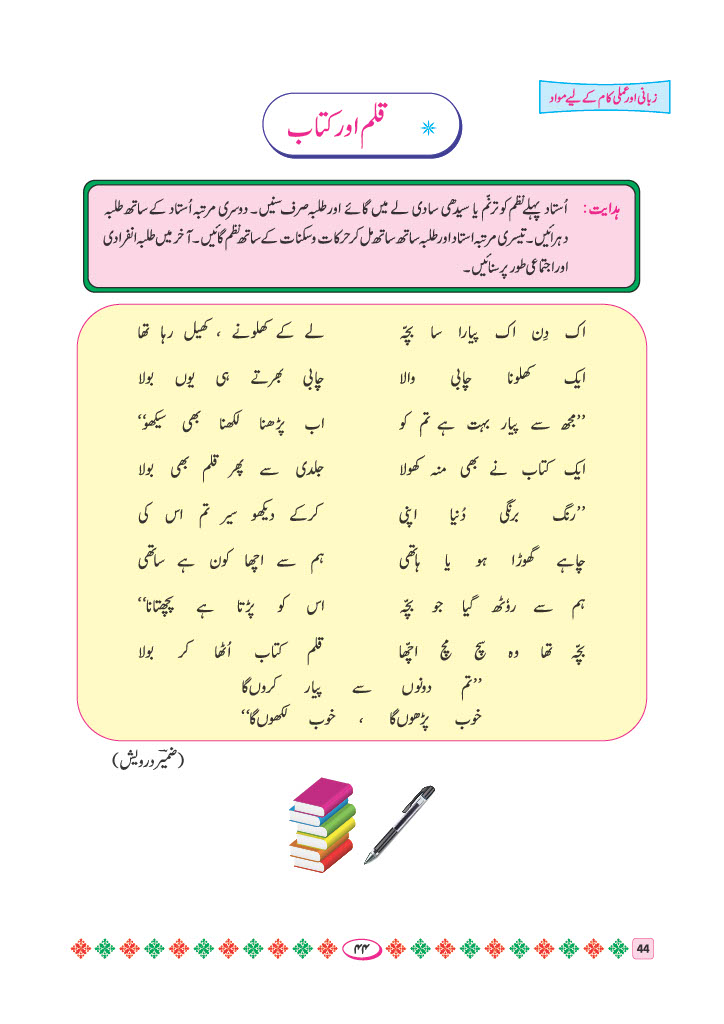 زبانی اور عملی کام کے لیے مواد
قلم اور کتاب
ہدایت : اُستاد پہلے نظم کو ترنّم یا سیدھی سادی لے میں گائے اور طلبہ صرف سنیں۔ دوسری مرتبہ اُستاد کے ساتھ طلبہ
دہرائیں۔ تیسری مرتبہ استاد اور طلبہ ساتھ ساتھ مل کر حرکات وسکنات کے ساتھ نظم گائیں۔ آخر میں طلبہ انفرادی
اور اجتماعی طور پر سنائیں۔
اک دِن اک پیارا سا بچّہ لے کے کھلونے ، کھیل رہا تھا
ایک کھلونا چابی والا چابی بھرتے ہی یوں بولا
’’مجھ سے پیار بہت ہے تم کو اب پڑھنا لکھنا بھی سیکھو‘‘
ایک کتاب نے بھی منہ کھولا جلدی سے پھر قلم بھی بولا
’’رنگ برنگی دُنیا اپنی کرکے دیکھو سیر تم اس کی
چاہے گھوڑا ہو یا ہاتھی ہم سے اچھا کون ہے ساتھی
ہم سے روٗٹھ گیا جو بچّہ اس کو پڑتا ہے پچھتانا‘‘
بچّہ تھا وہ سچ مچ اچّھا قلم کتاب اُٹھا کر بولا
’’تم دونوں سے پیار کروں گا
خوب پڑھوں گا ، خوب لکھوں گا‘‘
(ضمیرؔ درویش)
۴۴
44